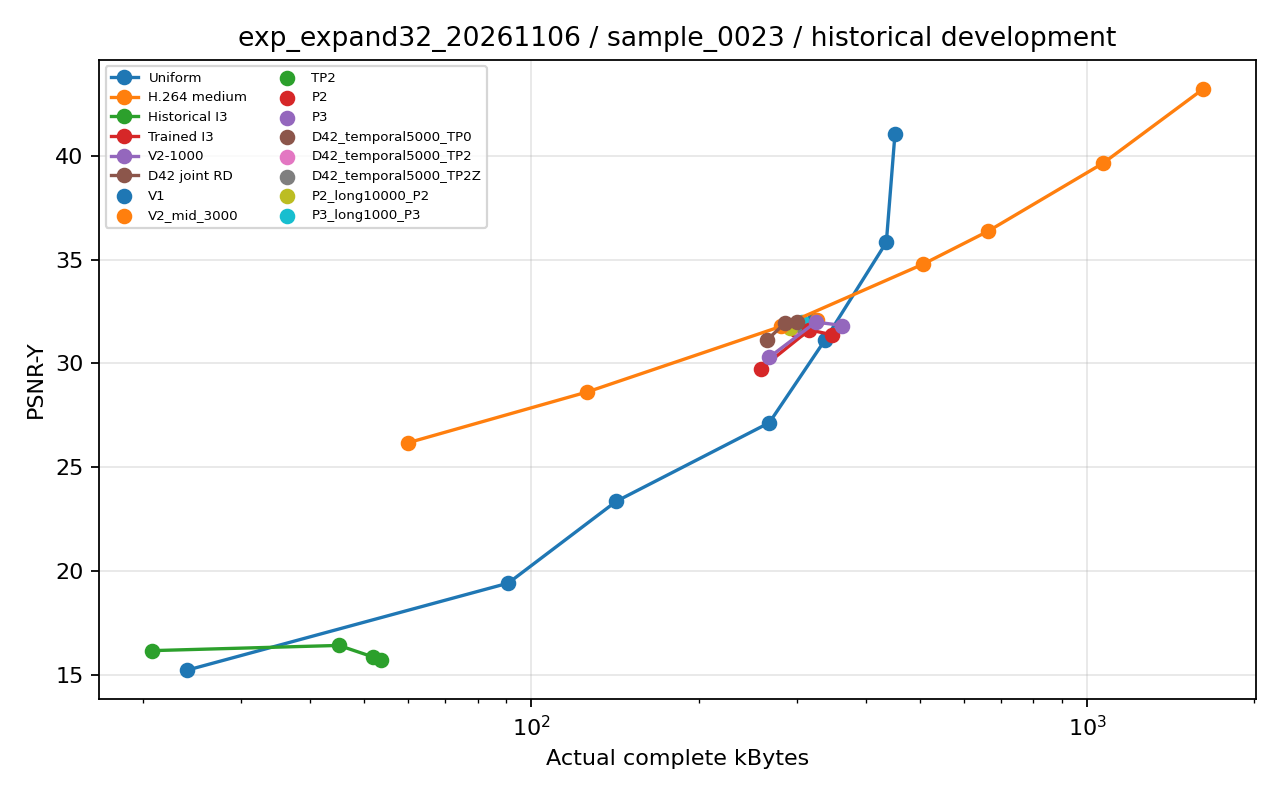 exp_expand32_20261106 / sample_0023 / historical development
Uniform
H.264 medium
Historical I3
Trained I3
V2-1000
D42 joint RD
V1
V2_mid_3000
TP2
P2
P3
D42_temporal5000_TP0
D42_temporal5000_TP2
D42_temporal5000_TP2Z
P2_long10000_P2
P3_long1000_P3
PSNR-Y
40
35
30
25
20
15
10²
10³
Actual complete kBytes